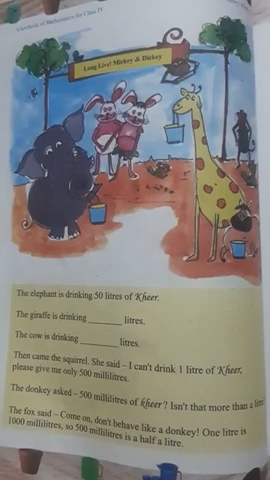 A textbook of Mathematics for Class IV
Long Live! Mickey & Dickey
The elephant is drinking 50 litres of Kheer.
The giraffe is drinking ________ litres.
The cow is drinking ________ litres.
Then came the squirrel. She said – I can't drink 1 litre of Kheer,
please give me only 500 millilitres.
The donkey asked – 500 millilitres of kheer? Isn't that more than a litre
The fox said – Come on, don't behave like a donkey! One litre is
1000 millilitres, so 500 millilitres is a half a litre.